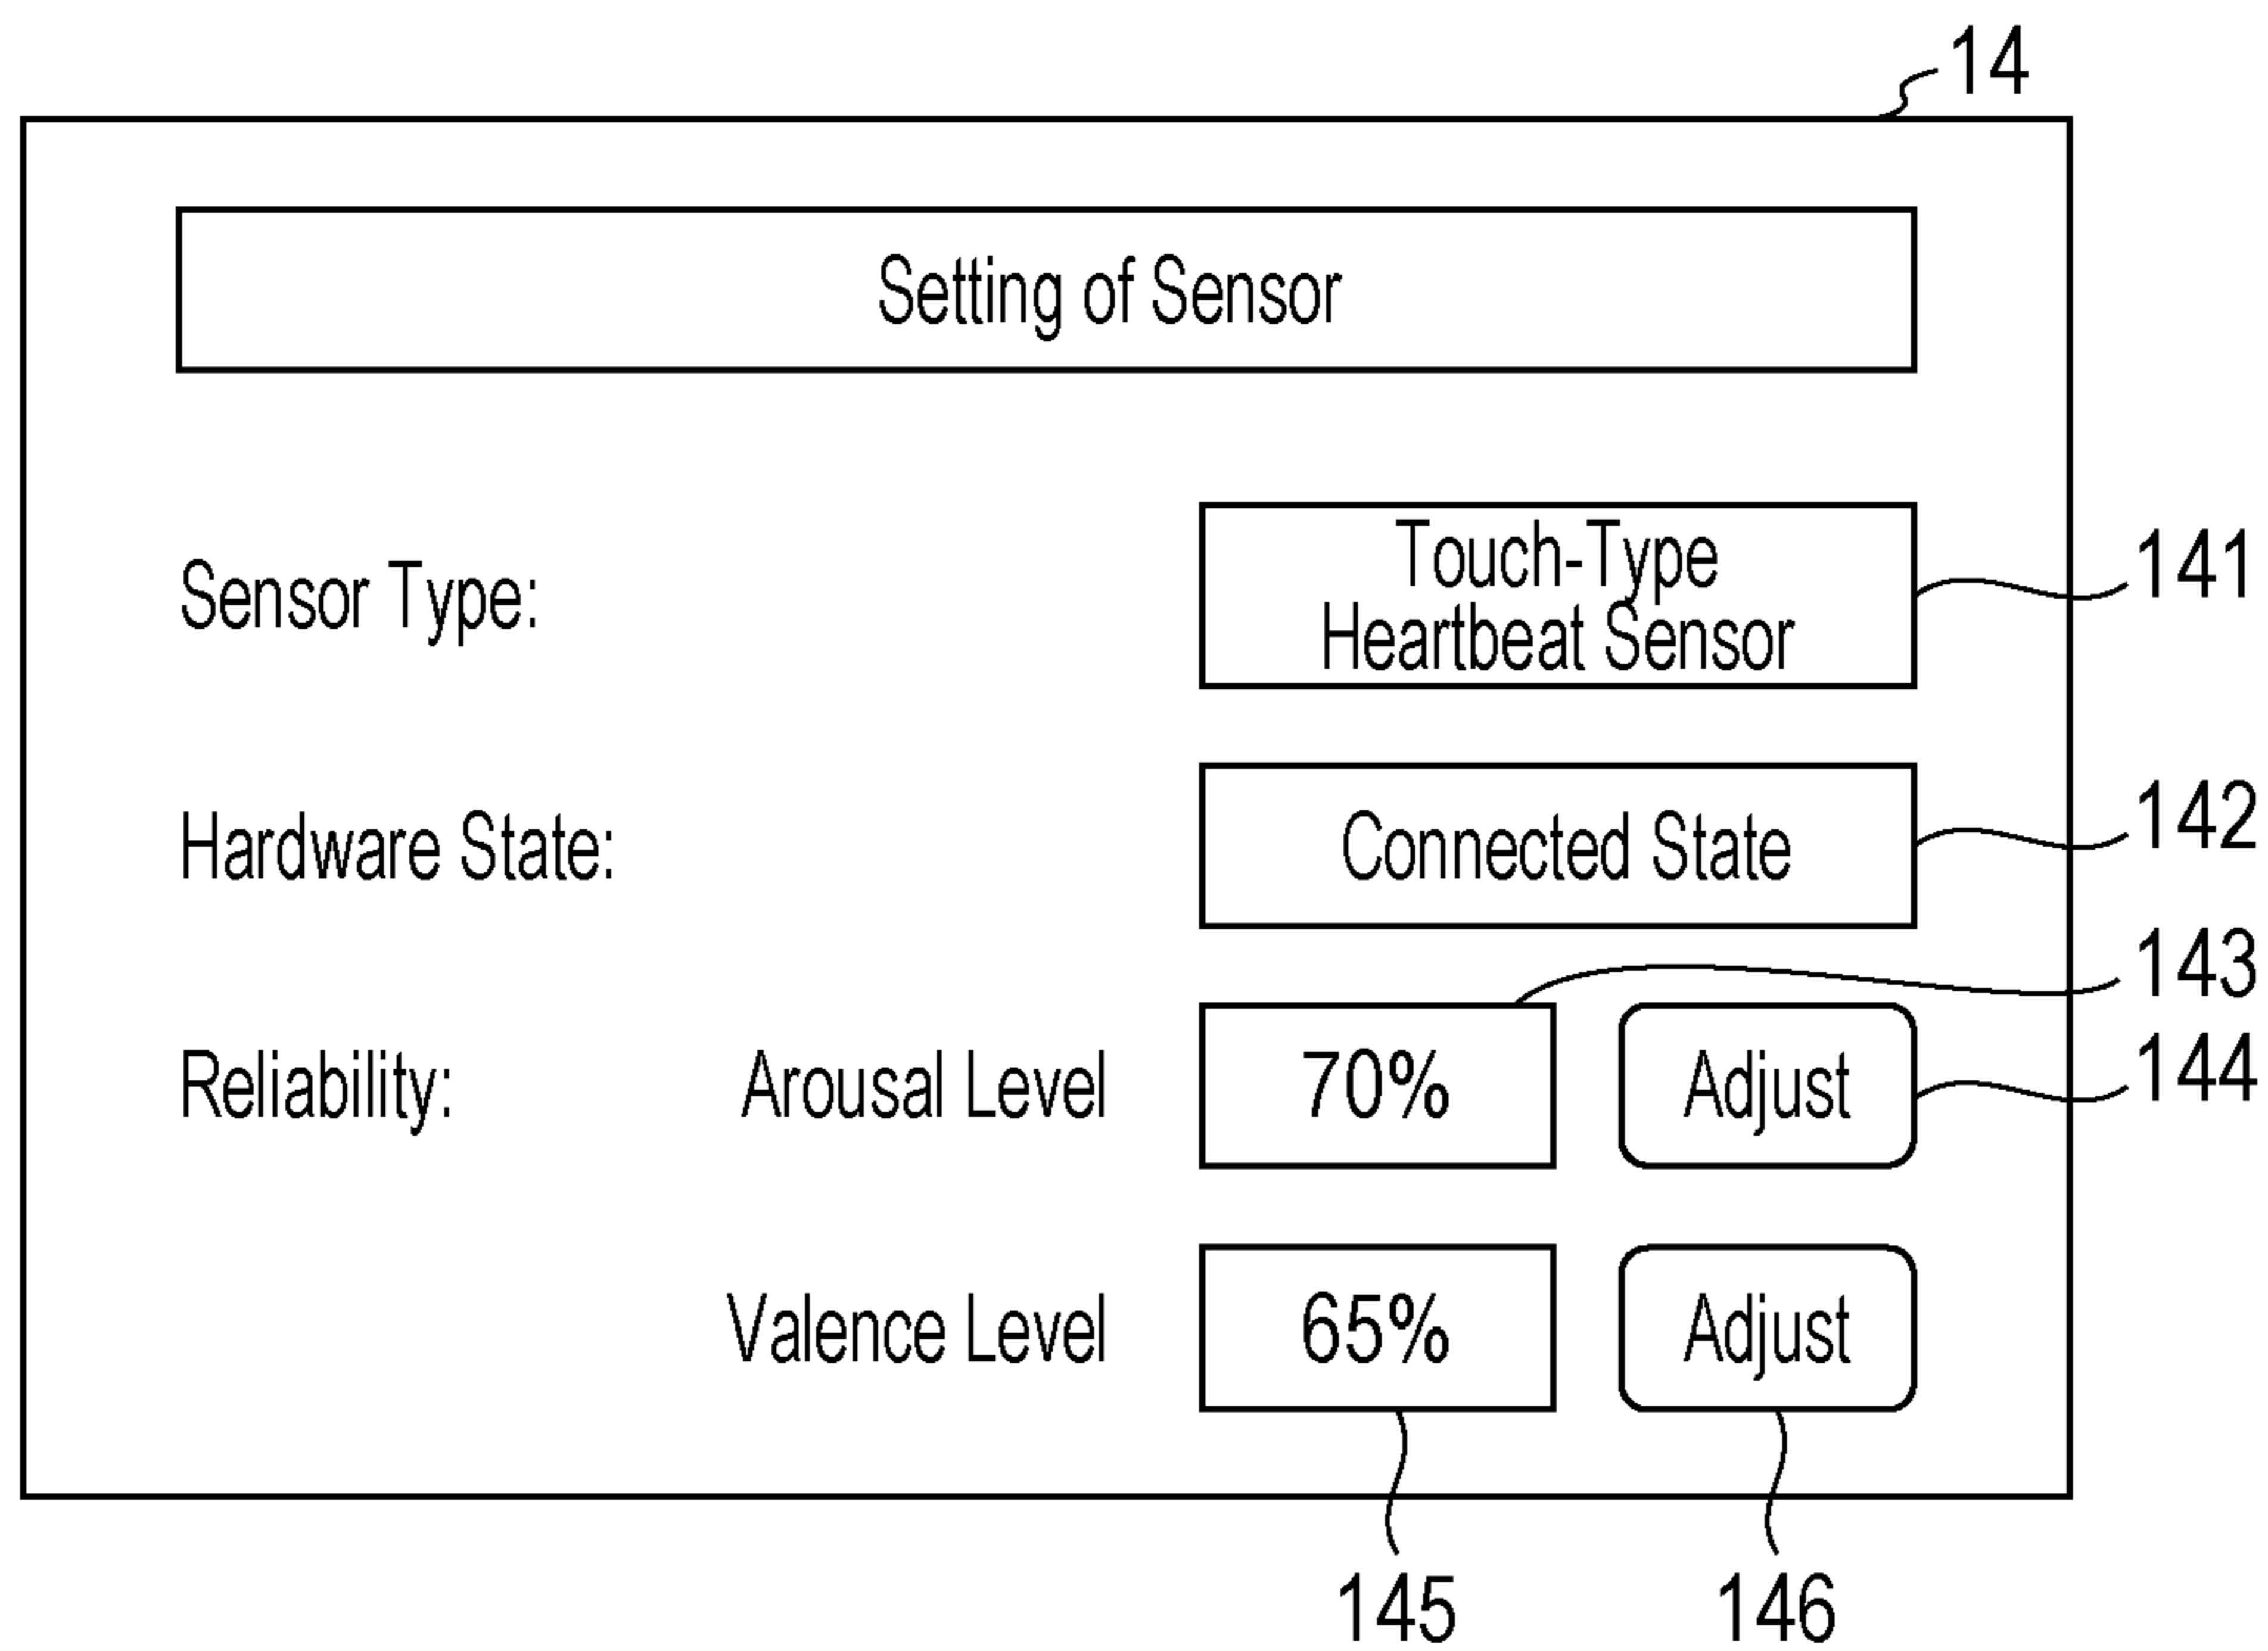 14
Setting of Sensor
Sensor Type:
Touch-Type
Heartbeat Sensor
141
Hardware State:
Connected State
142
143
Reliability:
Arousal Level
70%
Adjust
144
Valence Level
65%
Adjust
145
146